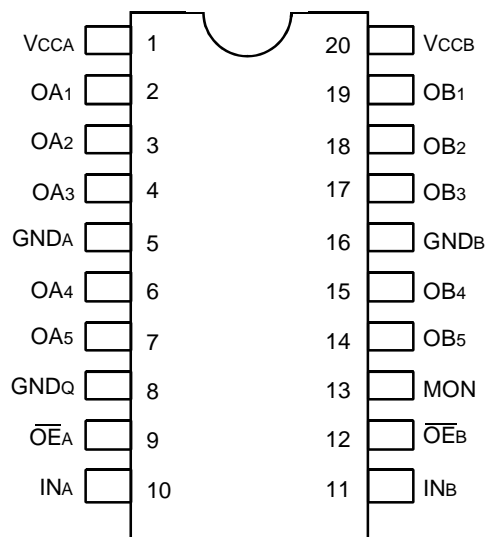 VCCA 1 20 VCCB
OA1 2 19 OB1
OA2 3 18 OB2
OA3 4 17 OB3
GNDA 5 16 GNDB
OA4 6 15 OB4
OA5 7 14 OB5
GNDQ 8 13 MON
O̅E̅A 9 12 O̅E̅B
INA 10 11 INB